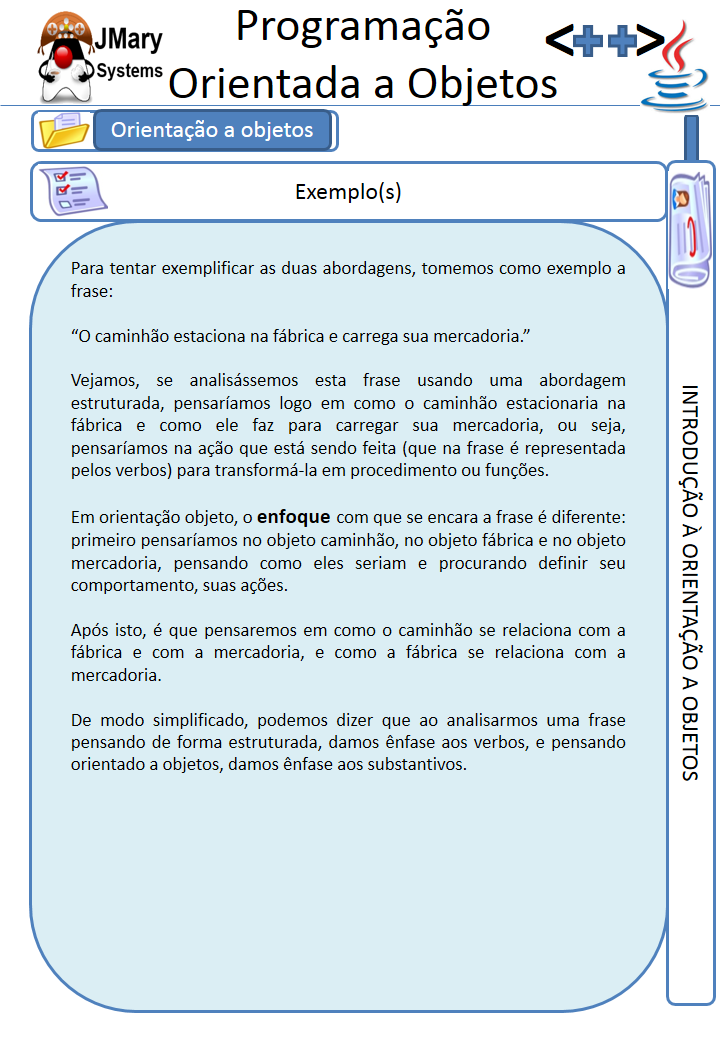 JMary
Systems
Programação
Orientada a Objetos
<++>
Orientação a objetos
Exemplo(s)
Para tentar exemplificar as duas abordagens, tomemos como exemplo a
frase:
“O caminhão estaciona na fábrica e carrega sua mercadoria.”
Vejamos, se analisássemos esta frase usando uma abordagem
estruturada, pensaríamos logo em como o caminhão estacionaria na
fábrica e como ele faz para carregar sua mercadoria, ou seja,
pensaríamos na ação que está sendo feita (que na frase é representada
pelos verbos) para transformá-la em procedimento ou funções.
Em orientação objeto, o enfoque com que se encara a frase é diferente:
primeiro pensaríamos no objeto caminhão, no objeto fábrica e no objeto
mercadoria, pensando como eles seriam e procurando definir seu
comportamento, suas ações.
Após isto, é que pensaremos em como o caminhão se relaciona com a
fábrica e com a mercadoria, e como a fábrica se relaciona com a
mercadoria.
De modo simplificado, podemos dizer que ao analisarmos uma frase
pensando de forma estruturada, damos ênfase aos verbos, e pensando
orientado a objetos, damos ênfase aos substantivos.
INTRODUÇÃO À ORIENTAÇÃO A OBJETOS